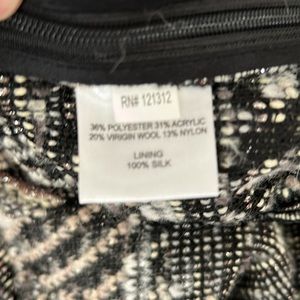 RN# 121312
36% POLYESTER 31% ACRYLIC
20% VIRGIN WOOL 13% NYLON
LINING
100% SILK